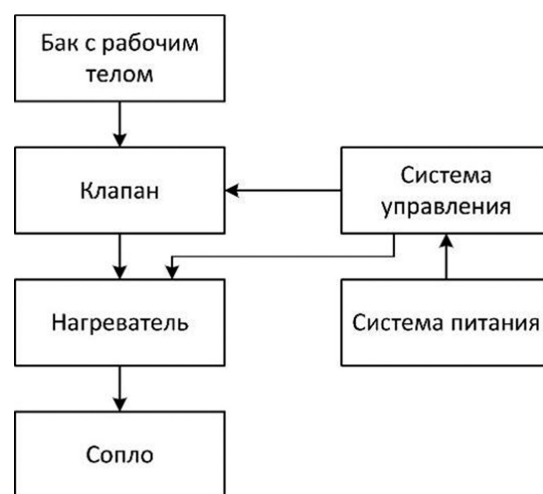 Бак с рабочим
телом
Клапан
Система
управления
Нагреватель
Система питания
Сопло